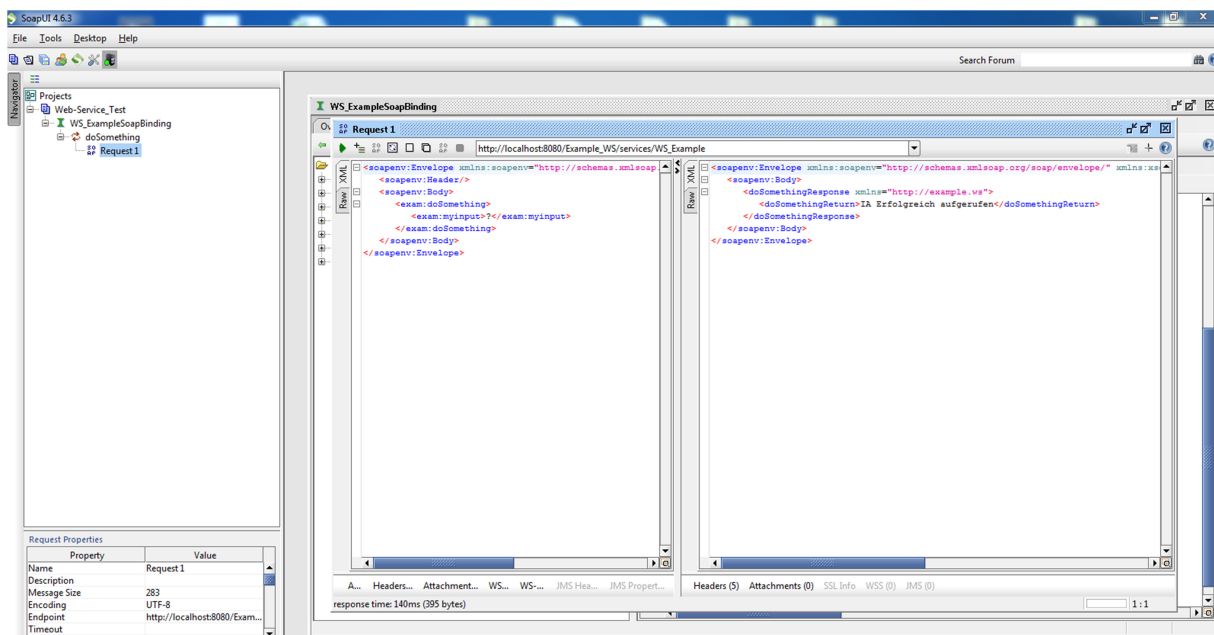 SoapUI 4.6.3
File Tools Desktop Help
Search Forum
Navigator
Projects
Web-Service_Test
WS_ExampleSoapBinding
doSomething
Request 1
WS_ExampleSoapBinding
Ov
Request 1
http://localhost:8080/Example_WS/services/WS_Example
XML
Raw
<soapenv:Envelope xmlns:soapenv="http://schemas.xmlsoap.
<soapenv:Header/>
<soapenv:Body>
<exam:doSomething>
<exam:myinput>?</exam:myinput>
</exam:doSomething>
</soapenv:Body>
</soapenv:Envelope>
XML
Raw
<soapenv:Envelope xmlns:soapenv="http://schemas.xmlsoap.org/soap/envelope/" xmlns:xs
<soapenv:Body>
<doSomethingResponse xmlns="http://example.ws">
<doSomethingReturn>IA Erfolgreich aufgerufen</doSomethingReturn>
</doSomethingResponse>
</soapenv:Body>
</soapenv:Envelope>
A... Headers... Attachment... WS... WS-... JMS Hea... JMS Propert...
Headers (5) Attachments (0) SSL Info WSS (0) JMS (0)
response time: 140ms (395 bytes)
1 : 1
Request Properties
Property Value
Name Request 1
Description
Message Size 283
Encoding UTF-8
Endpoint http://localhost:8080/Exam...
Timeout